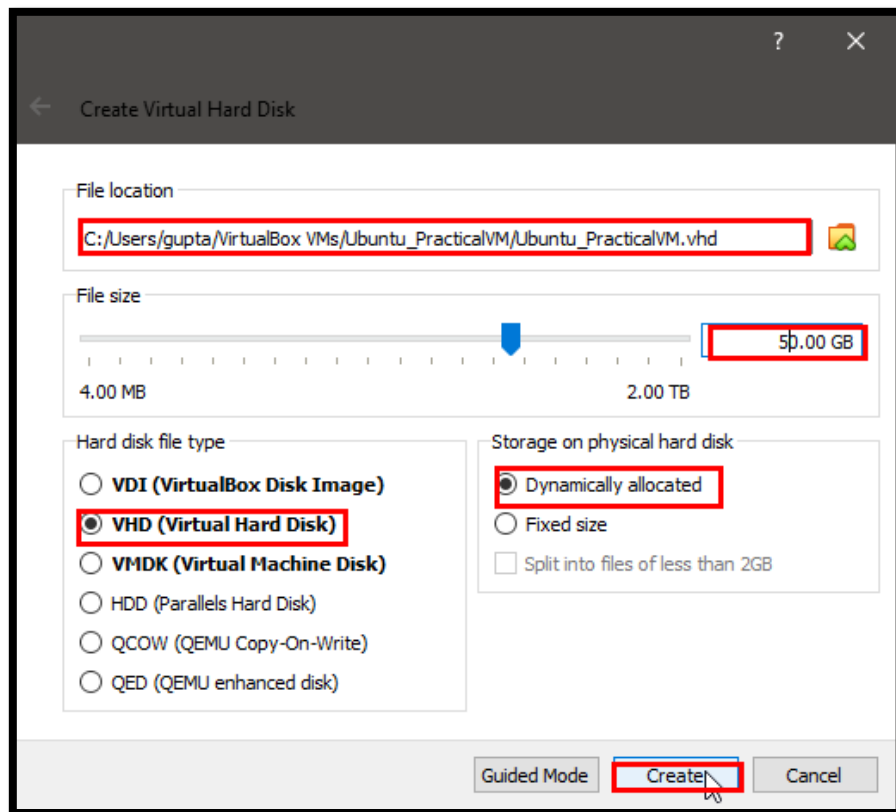 ?
Create Virtual Hard Disk
File location
C:/Users/gupta/VirtualBox VMs/Ubuntu_PracticalVM/Ubuntu_PracticalVM.vhd
File size
50.00 GB
4.00 MB 2.00 TB
Hard disk file type
VDI (VirtualBox Disk Image)
VHD (Virtual Hard Disk)
VMDK (Virtual Machine Disk)
HDD (Parallels Hard Disk)
QCOW (QEMU Copy-On-Write)
QED (QEMU enhanced disk)
Storage on physical hard disk
Dynamically allocated
Fixed size
Split into files of less than 2GB
Guided Mode Create Cancel